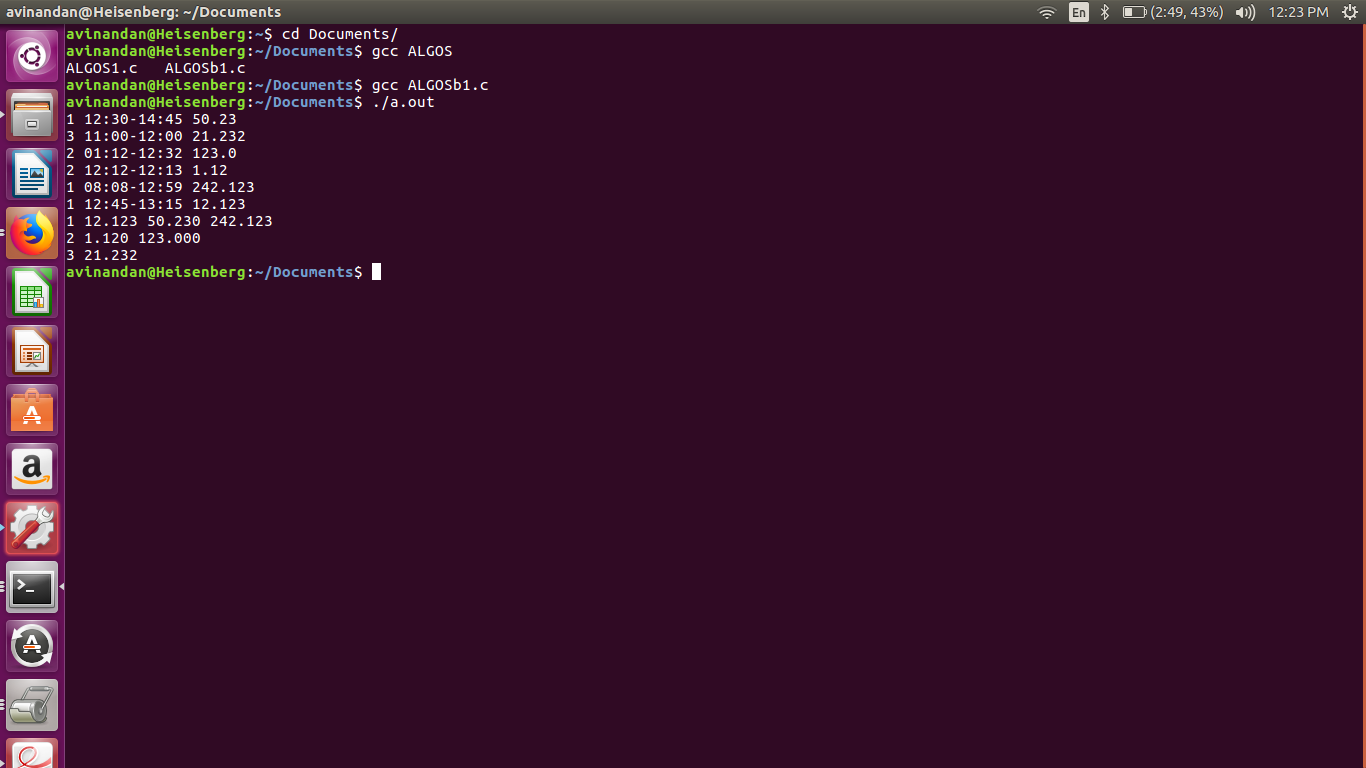 avinandan@Heisenberg: ~/Documents
En
(2:49, 43%)
12:23 PM
avinandan@Heisenberg:~$ cd Documents/
avinandan@Heisenberg:~/Documents$ gcc ALGOS
ALGOS1.c   ALGOSb1.c
avinandan@Heisenberg:~/Documents$ gcc ALGOSb1.c
avinandan@Heisenberg:~/Documents$ ./a.out
1 12:30-14:45 50.23
3 11:00-12:00 21.232
2 01:12-12:32 123.0
2 12:12-12:13 1.12
1 08:08-12:59 242.123
1 12:45-13:15 12.123
1 12.123 50.230 242.123
2 1.120 123.000
3 21.232
avinandan@Heisenberg:~/Documents$